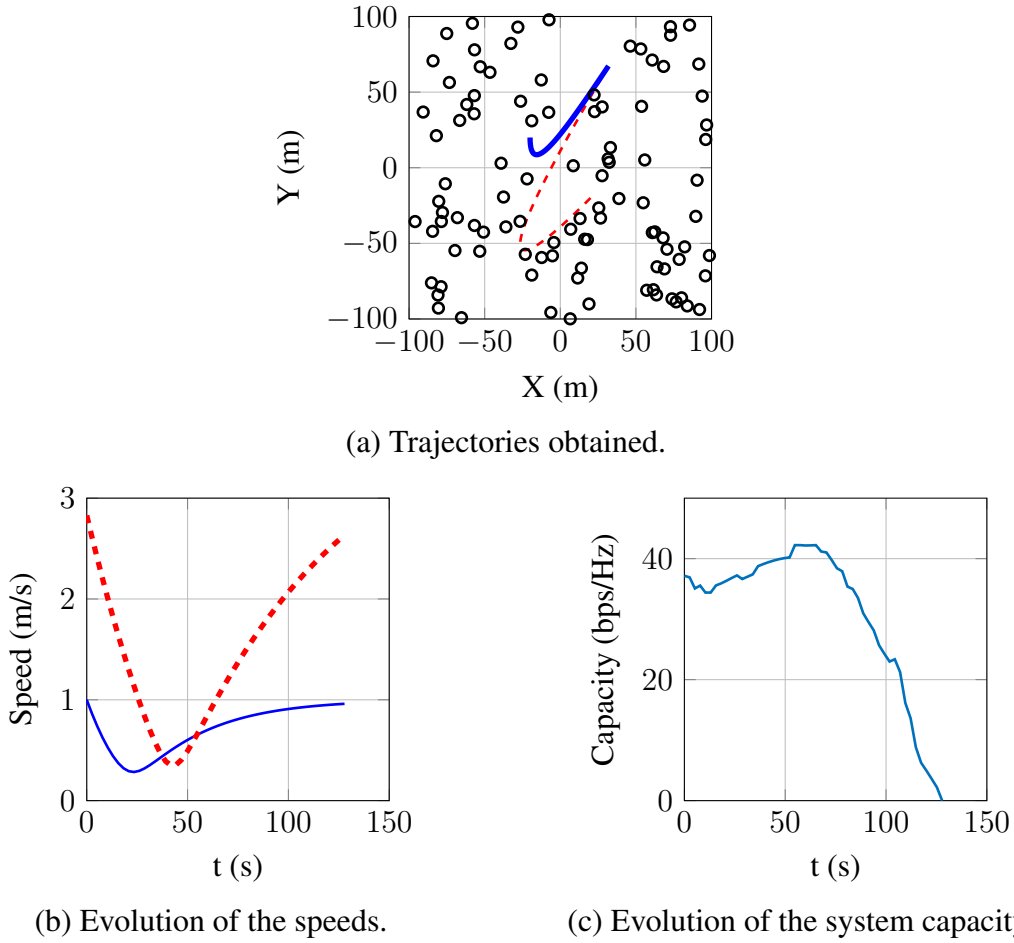 100
50
0
−50
−100
Y (m)
−100 −50 0 50 100
X (m)
(a) Trajectories obtained.
3
2
1
0
Speed (m/s)
0 50 100 150
t (s)
(b) Evolution of the speeds.
40
20
0
Capacity (bps/Hz)
0 50 100 150
t (s)
(c) Evolution of the system capacity